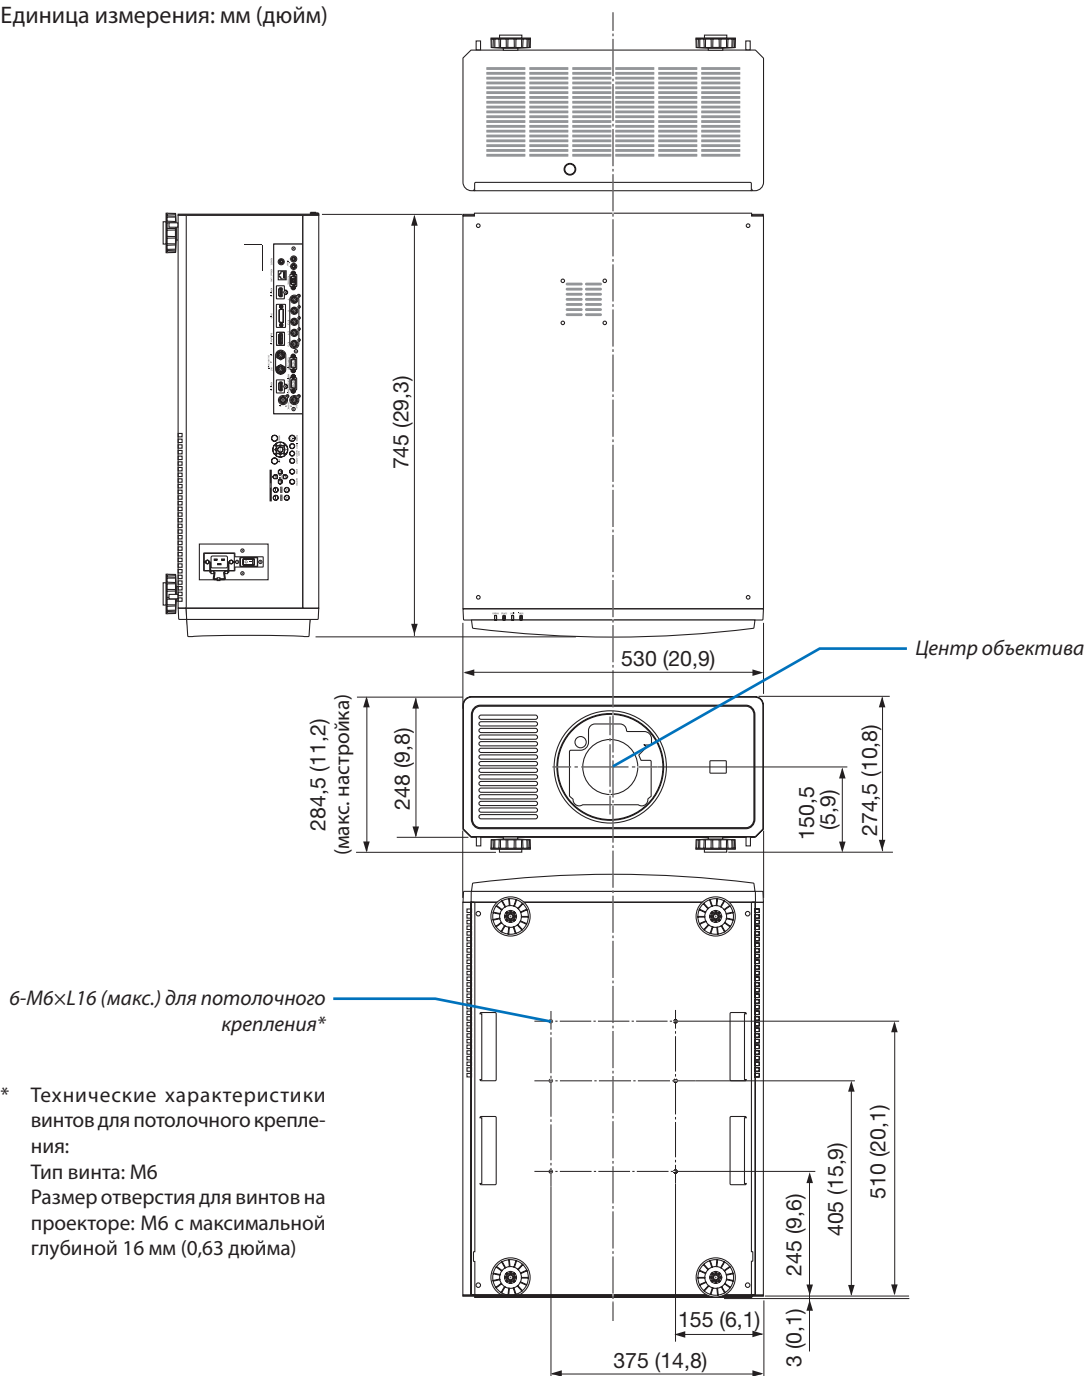 Единица измерения: мм (дюйм)
745 (29,3)
530 (20,9)
Центр объектива
284,5 (11,2)
(макс. настройка)
248 (9,8)
150,5
(5,9)
274,5 (10,8)
6-M6×L16 (макс.) для потолочного
крепления*
* Технические характеристики
винтов для потолочного крепле-
ния:
Тип винта: M6
Размер отверстия для винтов на
проекторе: M6 с максимальной
глубиной 16 мм (0,63 дюйма)
245 (9,6)
405 (15,9)
510 (20,1)
155 (6,1)
3 (0,1)
375 (14,8)